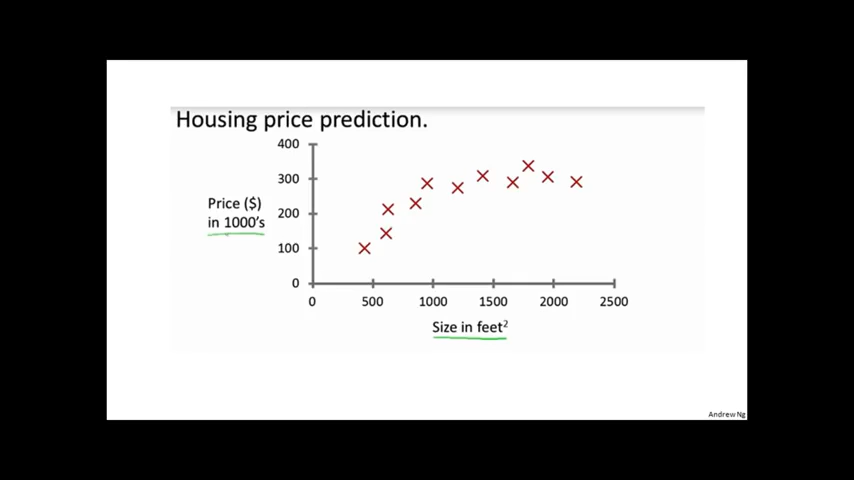 Housing price prediction.
400
300
Price ($)
in 1000's
200
100
0
0 500 1000 1500 2000 2500
Size in feet²
Andrew Ng